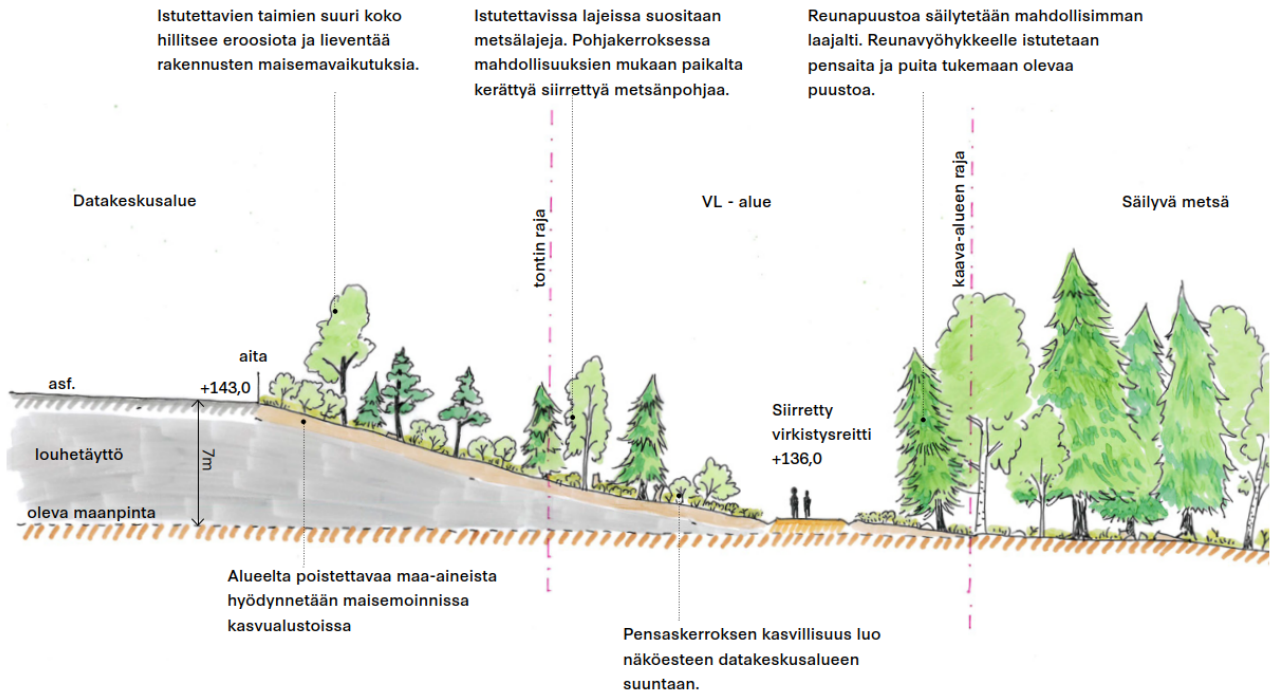 Istutettavien taimien suuri koko
hillitsee eroosiota ja lieventää
rakennusten maisemavaikutuksia.
Istutettavissa lajeissa suositaan
metsälajeja. Pohjakerroksessa
mahdollisuuksien mukaan paikalta
kerättyä siirrettyä metsänpohjaa.
Reunapuustoa säilytetään mahdollisimman
laajalti. Reunavyöhykkeelle istutetaan
pensaita ja puita tukemaan olevaa
puustoa.
Datakeskusalue
tontin raja
VL - alue
kaava-alueen raja
Säilyvä metsä
aita
asf.
+143,0
Siirretty
virkistysreitti
+136,0
louhetäyttö
7m
oleva maanpinta
Alueelta poistettavaa maa-aineista
hyödynnetään maisemoinnissa
kasvualustoissa
Pensaskerroksen kasvillisuus luo
näköesteen datakeskusalueen
suuntaan.